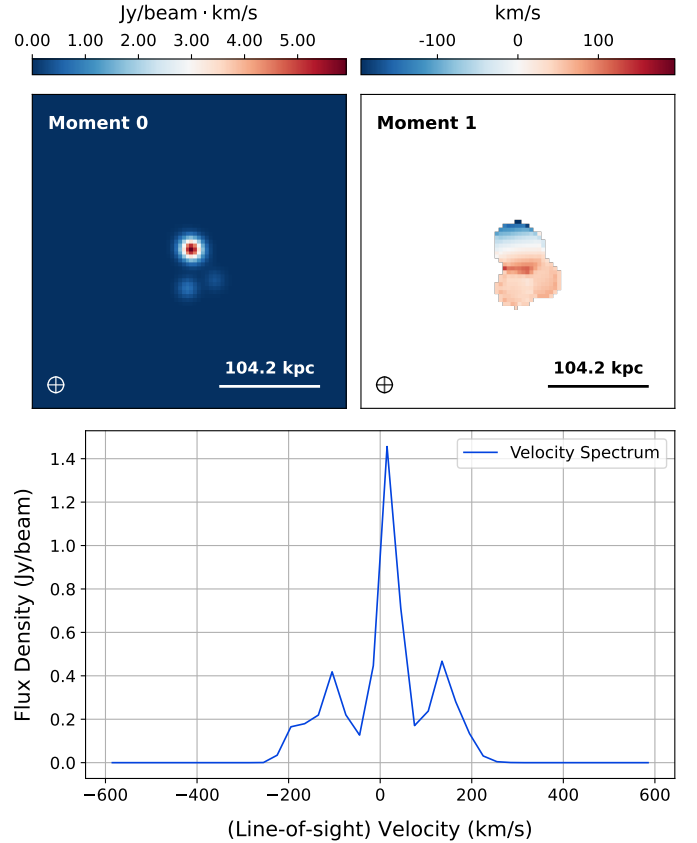 Jy/beam · km/s
km/s
0.00 1.00 2.00 3.00 4.00 5.00
-100 0 100
Moment 0
Moment 1
104.2 kpc
104.2 kpc
Velocity Spectrum
1.4
1.2
1.0
0.8
0.6
0.4
0.2
0.0
Flux Density (Jy/beam)
−600 −400 −200 0 200 400 600
(Line-of-sight) Velocity (km/s)